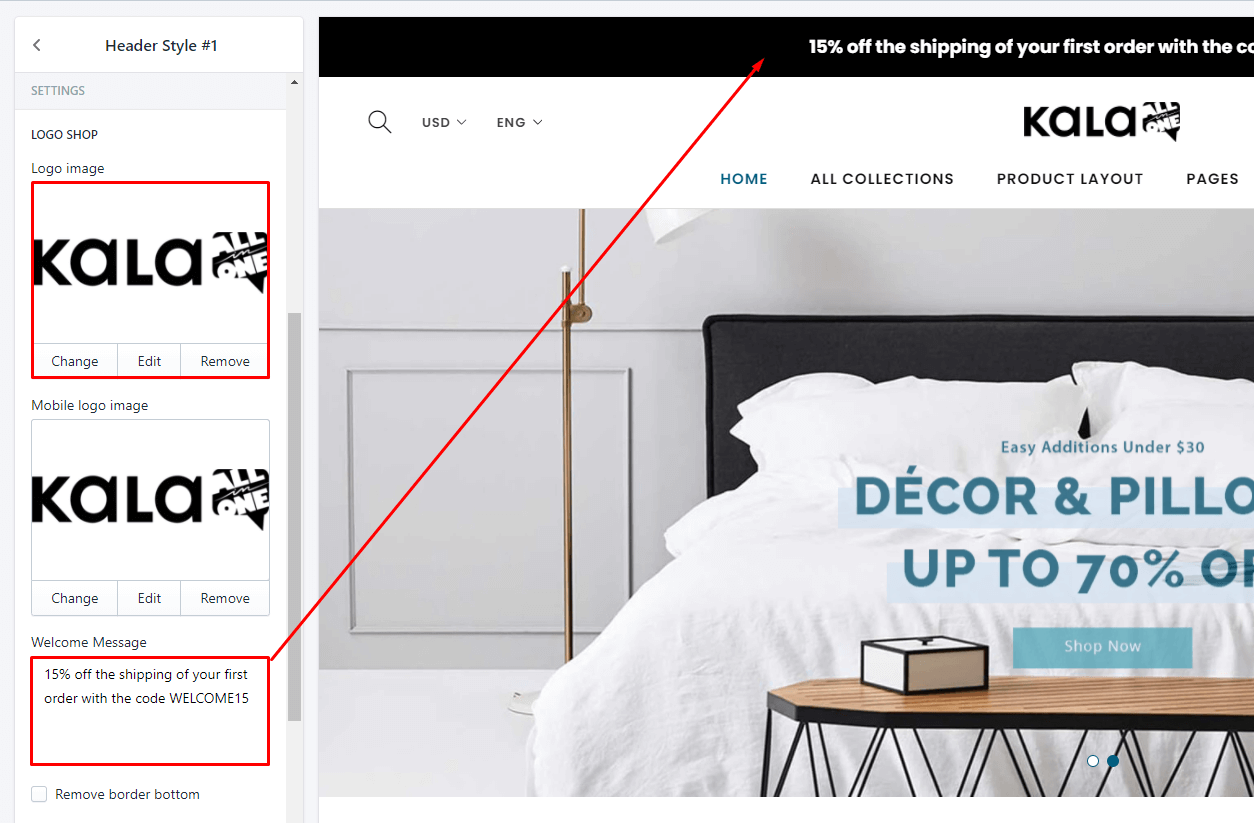 Header Style #1
SETTINGS
LOGO SHOP
Logo image
KALA ALL in ONE
Change Edit Remove
Mobile logo image
KALA ALL in ONE
Change Edit Remove
Welcome Message
15% off the shipping of your first
order with the code WELCOME15
Remove border bottom
15% off the shipping of your first order with the co
USD ENG
KALA ALL in ONE
HOME ALL COLLECTIONS PRODUCT LAYOUT PAGES
Easy Additions Under $30
DÉCOR & PILLO
UP TO 70% OF
Shop Now